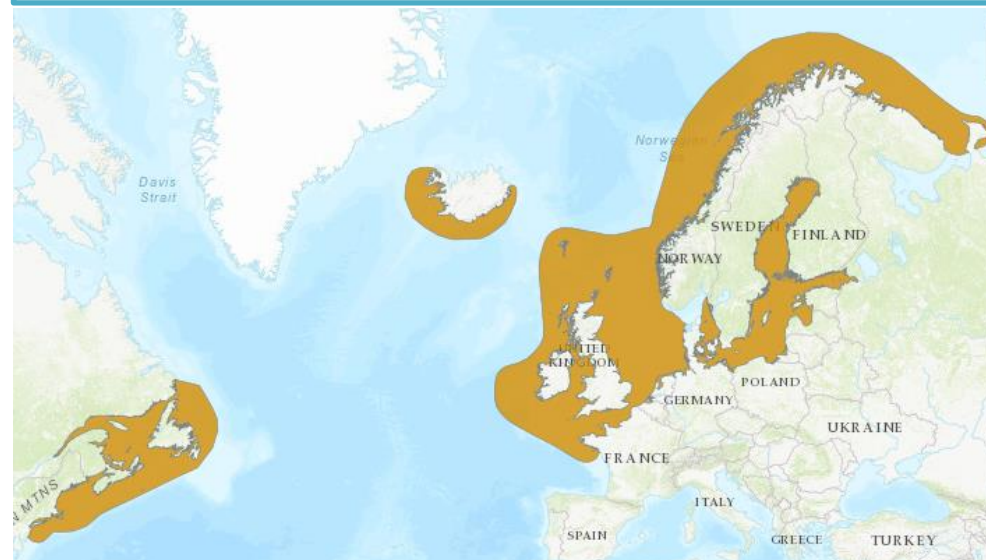 Davis
Strait
Norwegian
Sea
SWEDEN
FINLAND
NORWAY
UNITED
KINGDOM
POLAND
GERMANY
UKRAINE
FRANCE
N MTNS
ITALY
SPAIN
GREECE
TURKEY